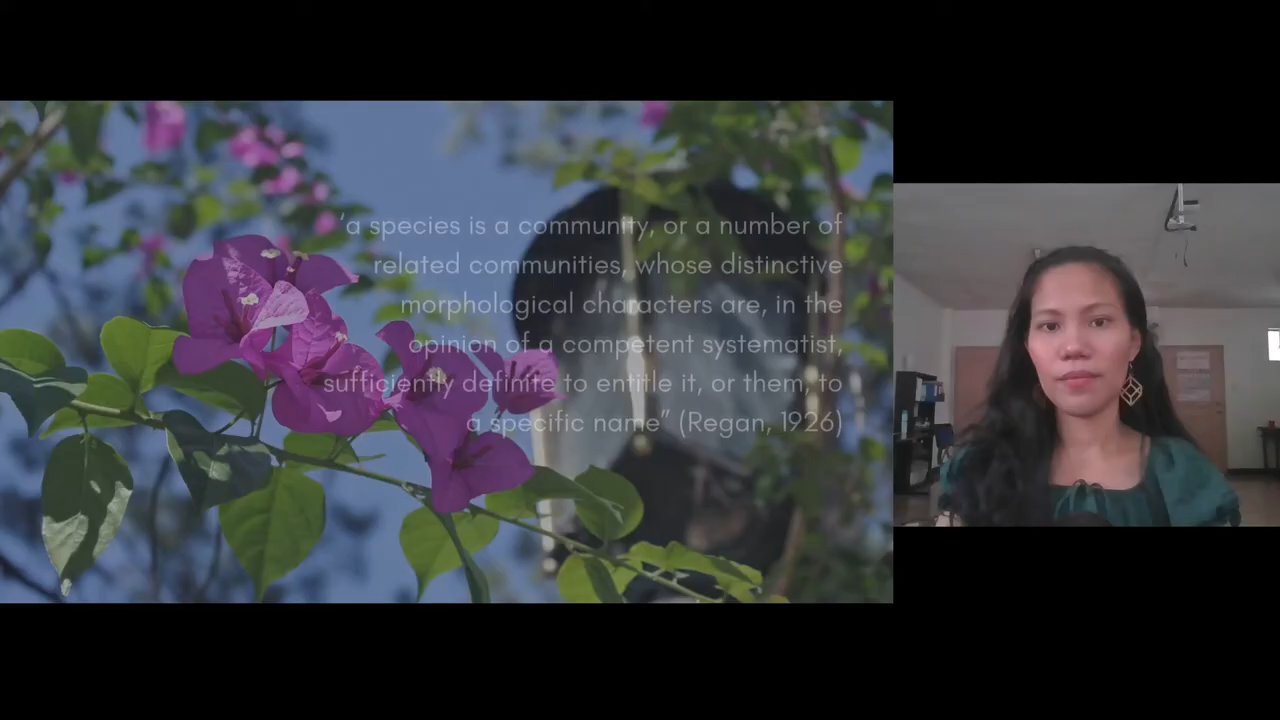 ‘a species is a community, or a number of
related communities, whose distinctive
morphological characters are, in the
opinion of a competent systematist,
sufficiently definite to entitle it, or them, to
a specific name” (Regan, 1926)